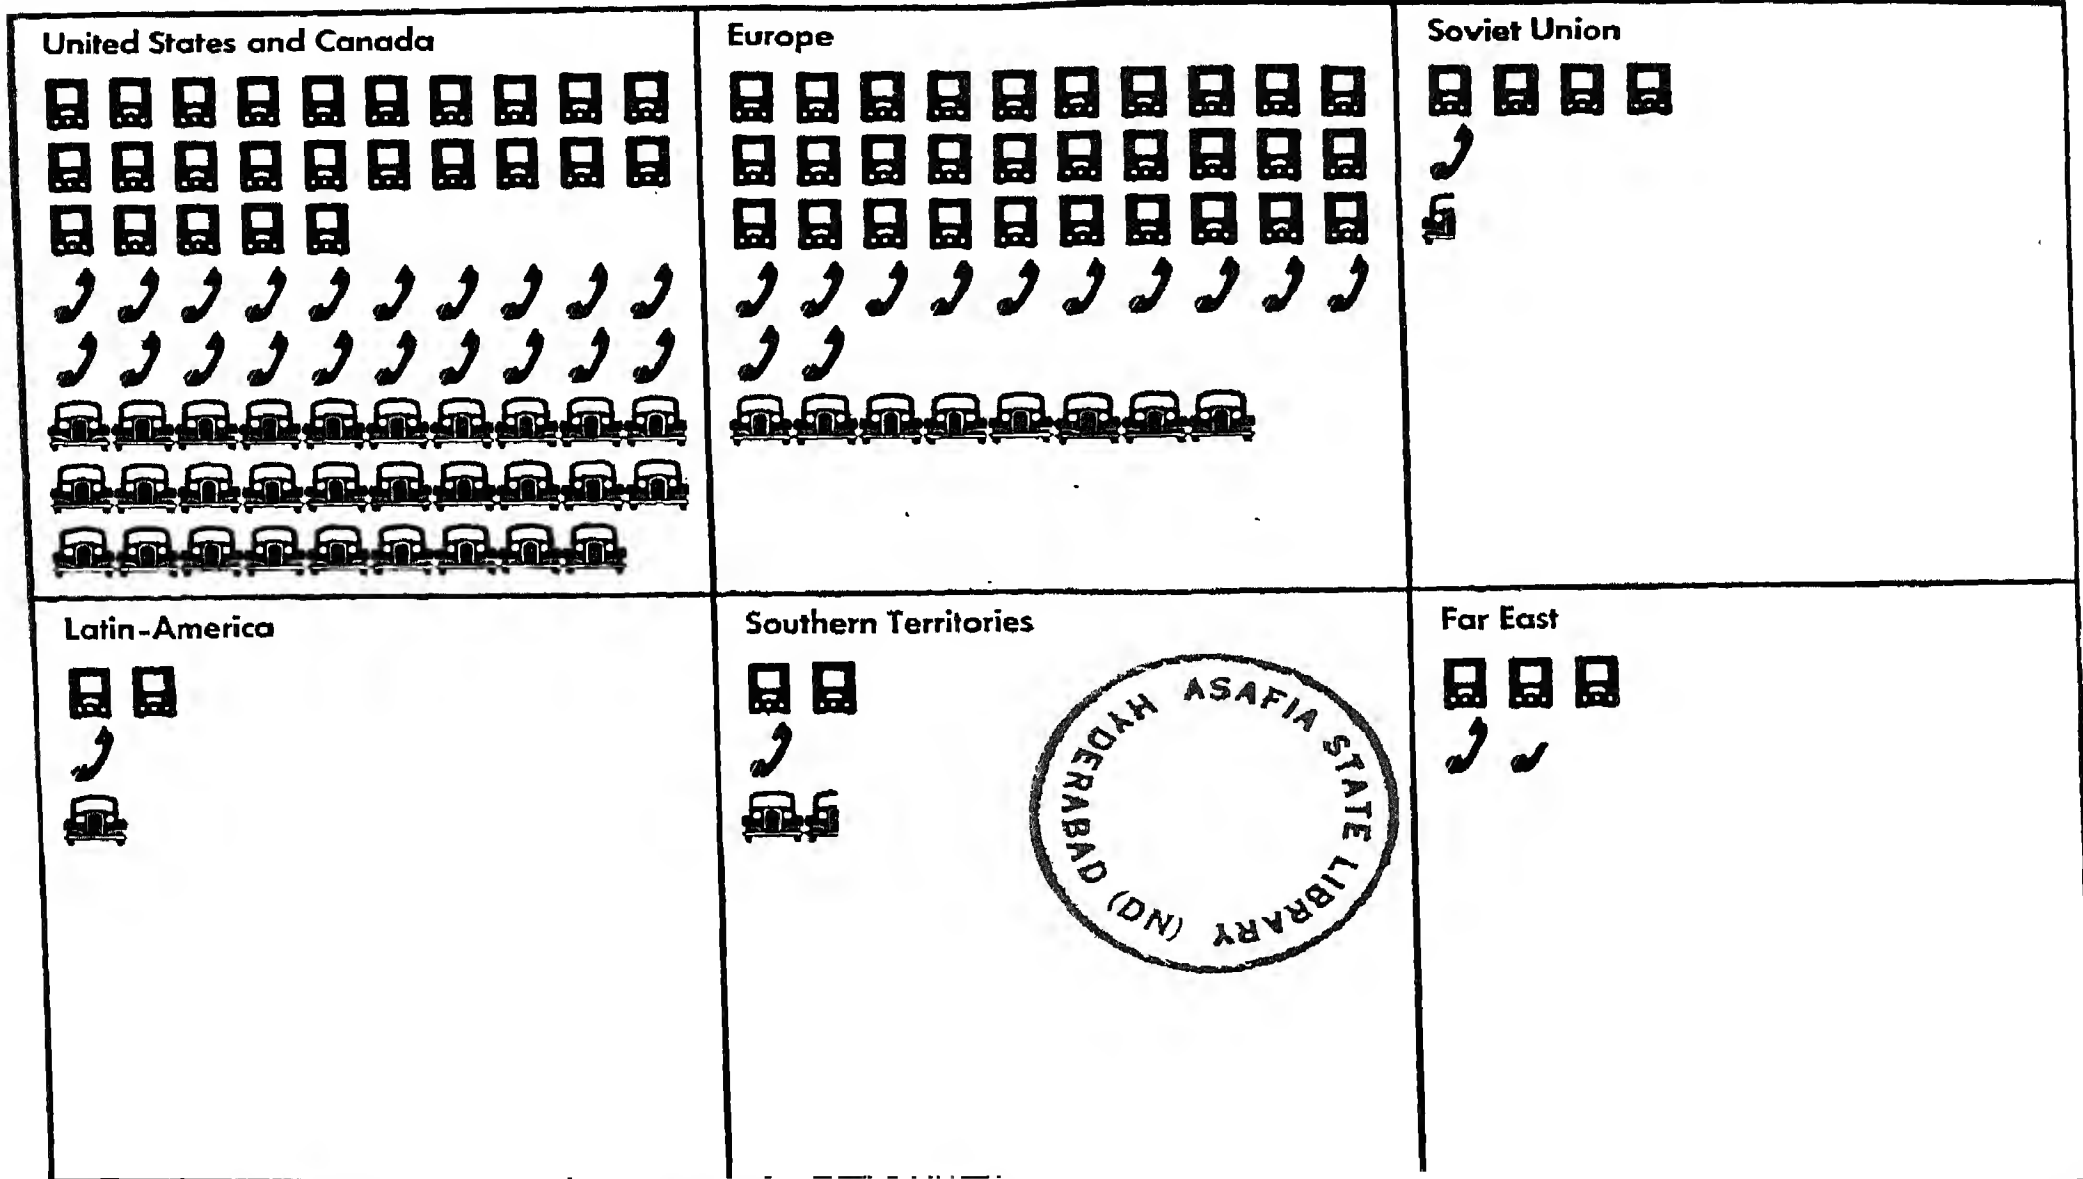 United States and Canada
Europe
Soviet Union
Latin-America
Southern Territories
Far East
ASAFIA STATE LIBRARY
HYDERABAD (DN)